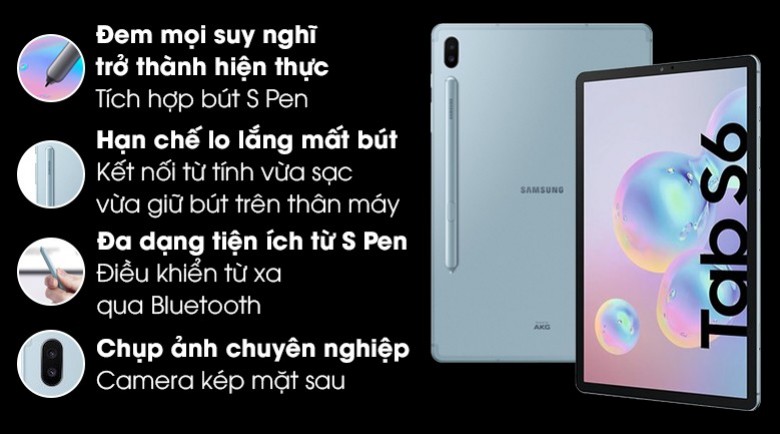 Đem mọi suy nghĩ
trở thành hiện thực
Tích hợp bút S Pen
Hạn chế lo lắng mất bút
Kết nối từ tính vừa sạc
vừa giữ bút trên thân máy
Đa dạng tiện ích từ S Pen
Điều khiển từ xa
qua Bluetooth
Chụp ảnh chuyên nghiệp
Camera kép mặt sau
SAMSUNG
AKG
Tab S6